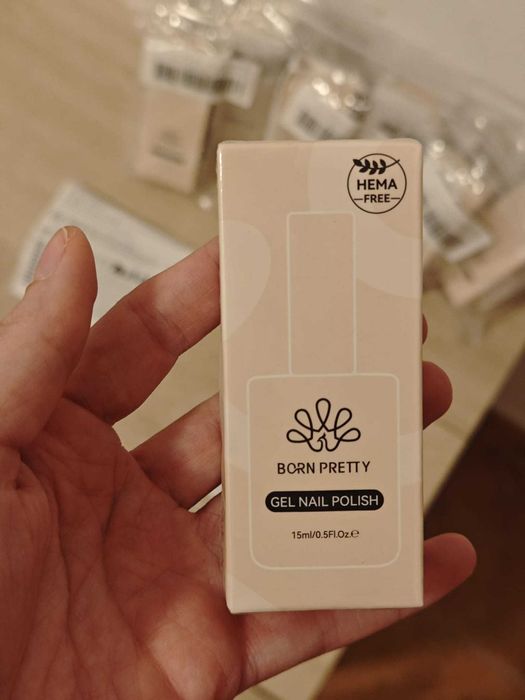 HEMA
FREE
BORN PRETTY
GEL NAIL POLISH
15ml/0.5Fl.Oz.℮